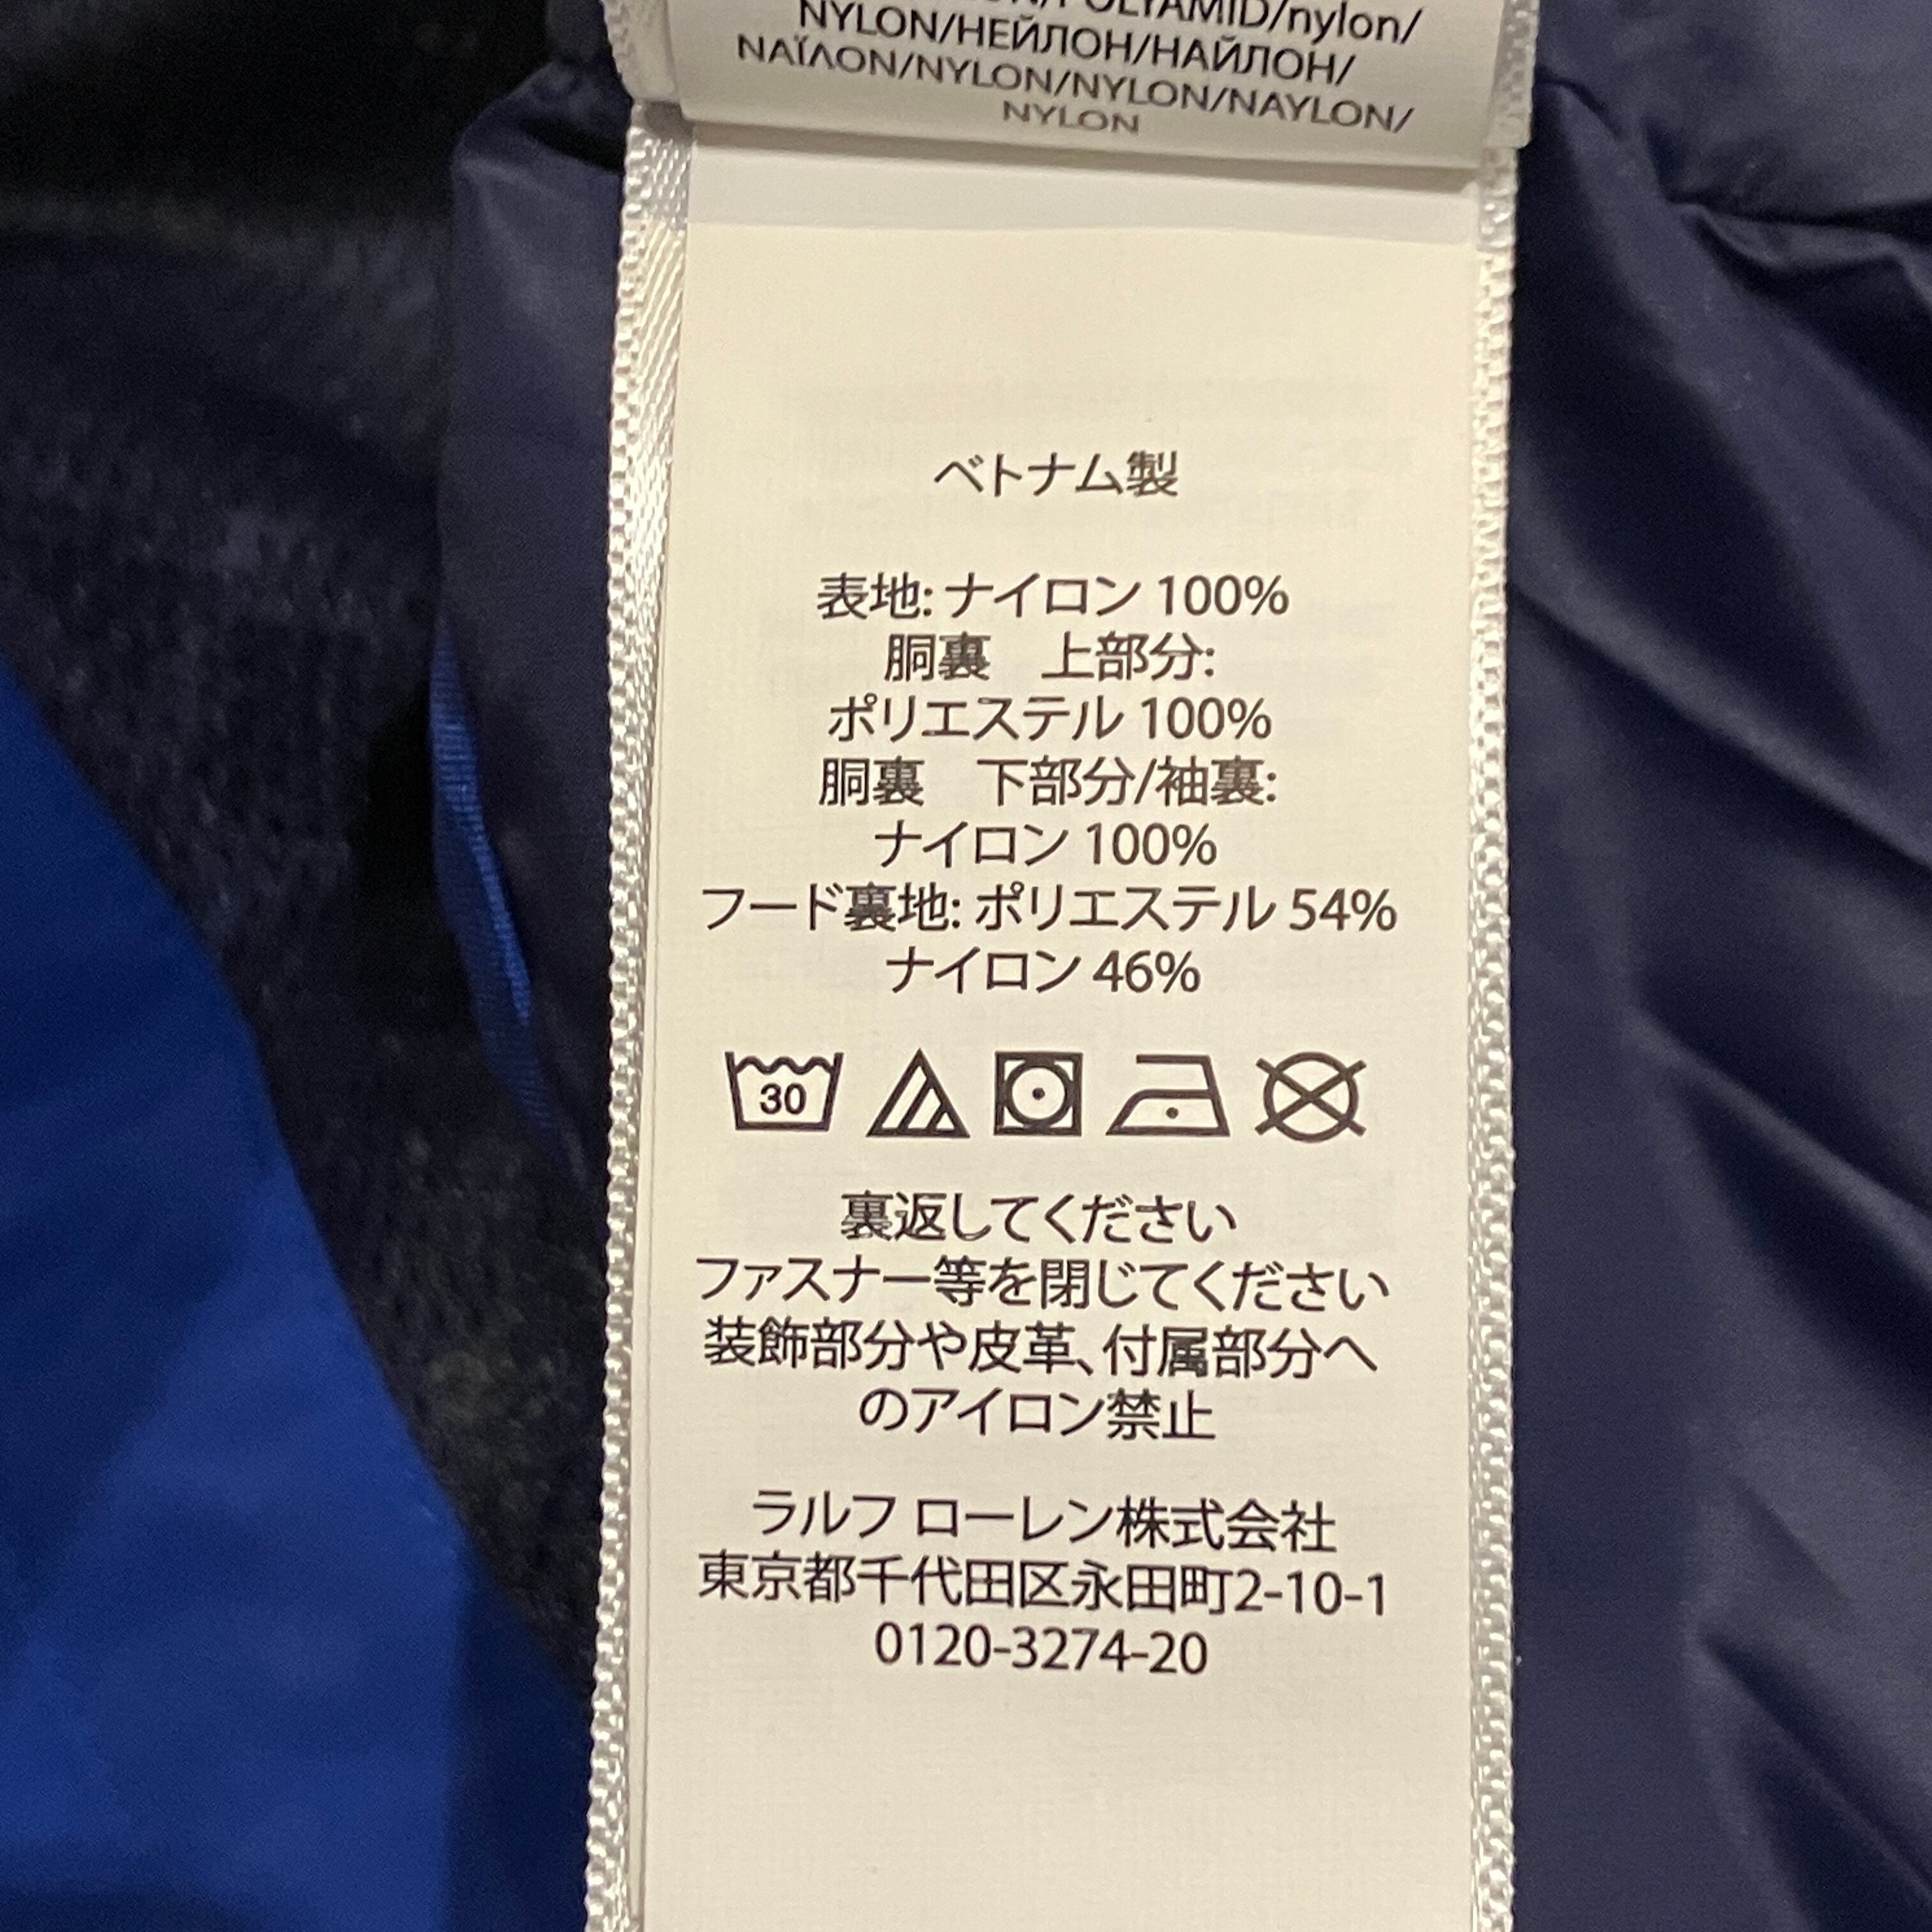 POLYAMID/nylon/
NYLON/НЕЙЛОН/НАЙЛОН/
ΝΑΪΛΟΝ/NYLON/NYLON/NAYLON/
NYLON
ベトナム製
表地: ナイロン 100%
胴裏　上部分:
ポリエステル 100%
胴裏　下部分/袖裏:
ナイロン 100%
フード裏地: ポリエステル 54%
ナイロン 46%
30
裏返してください
ファスナー等を閉じてください
装飾部分や皮革、付属部分へ
のアイロン禁止
ラルフ ローレン株式会社
東京都千代田区永田町2-10-1
0120-3274-20